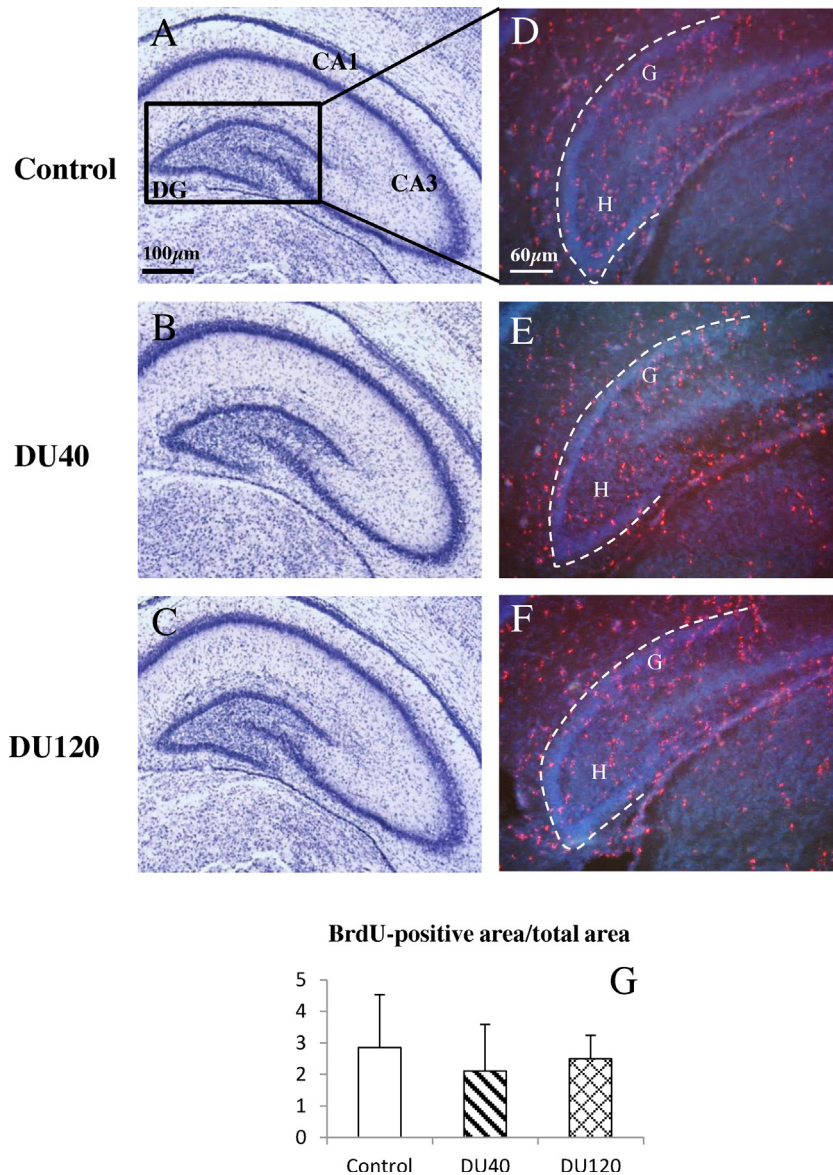 A
CA1
DG
CA3
100µm
Control
D
G
H
60µm
B
DU40
E
G
H
C
DU120
F
G
H
BrdU-positive area/total area
G
5
4
3
2
1
0
Control DU40 DU120